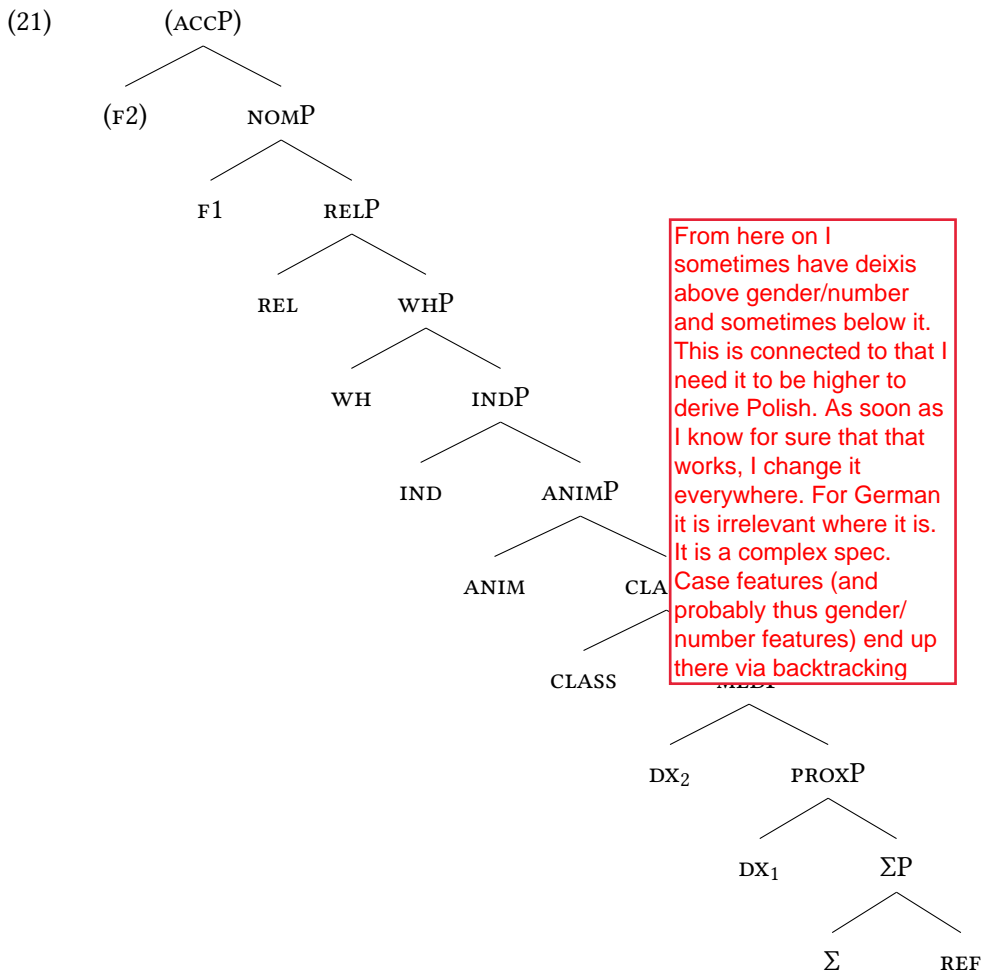 (21)
(ACCP)
(F2)
NOMP
F1
RELP
From here on I
sometimes have deixis
above gender/number
and sometimes below it.
This is connected to that I
need it to be higher to
derive Polish. As soon as
I know for sure that that
works, I change it
everywhere. For German
it is irrelevant where it is.
It is a complex spec.
Case features (and
probably thus gender/
number features) end up
there via backtracking
REL
WHP
WH
INDP
IND
ANIMP
ANIM
CLA
CLASS
DX₂
PROXP
DX₁
ΣP
Σ
REF